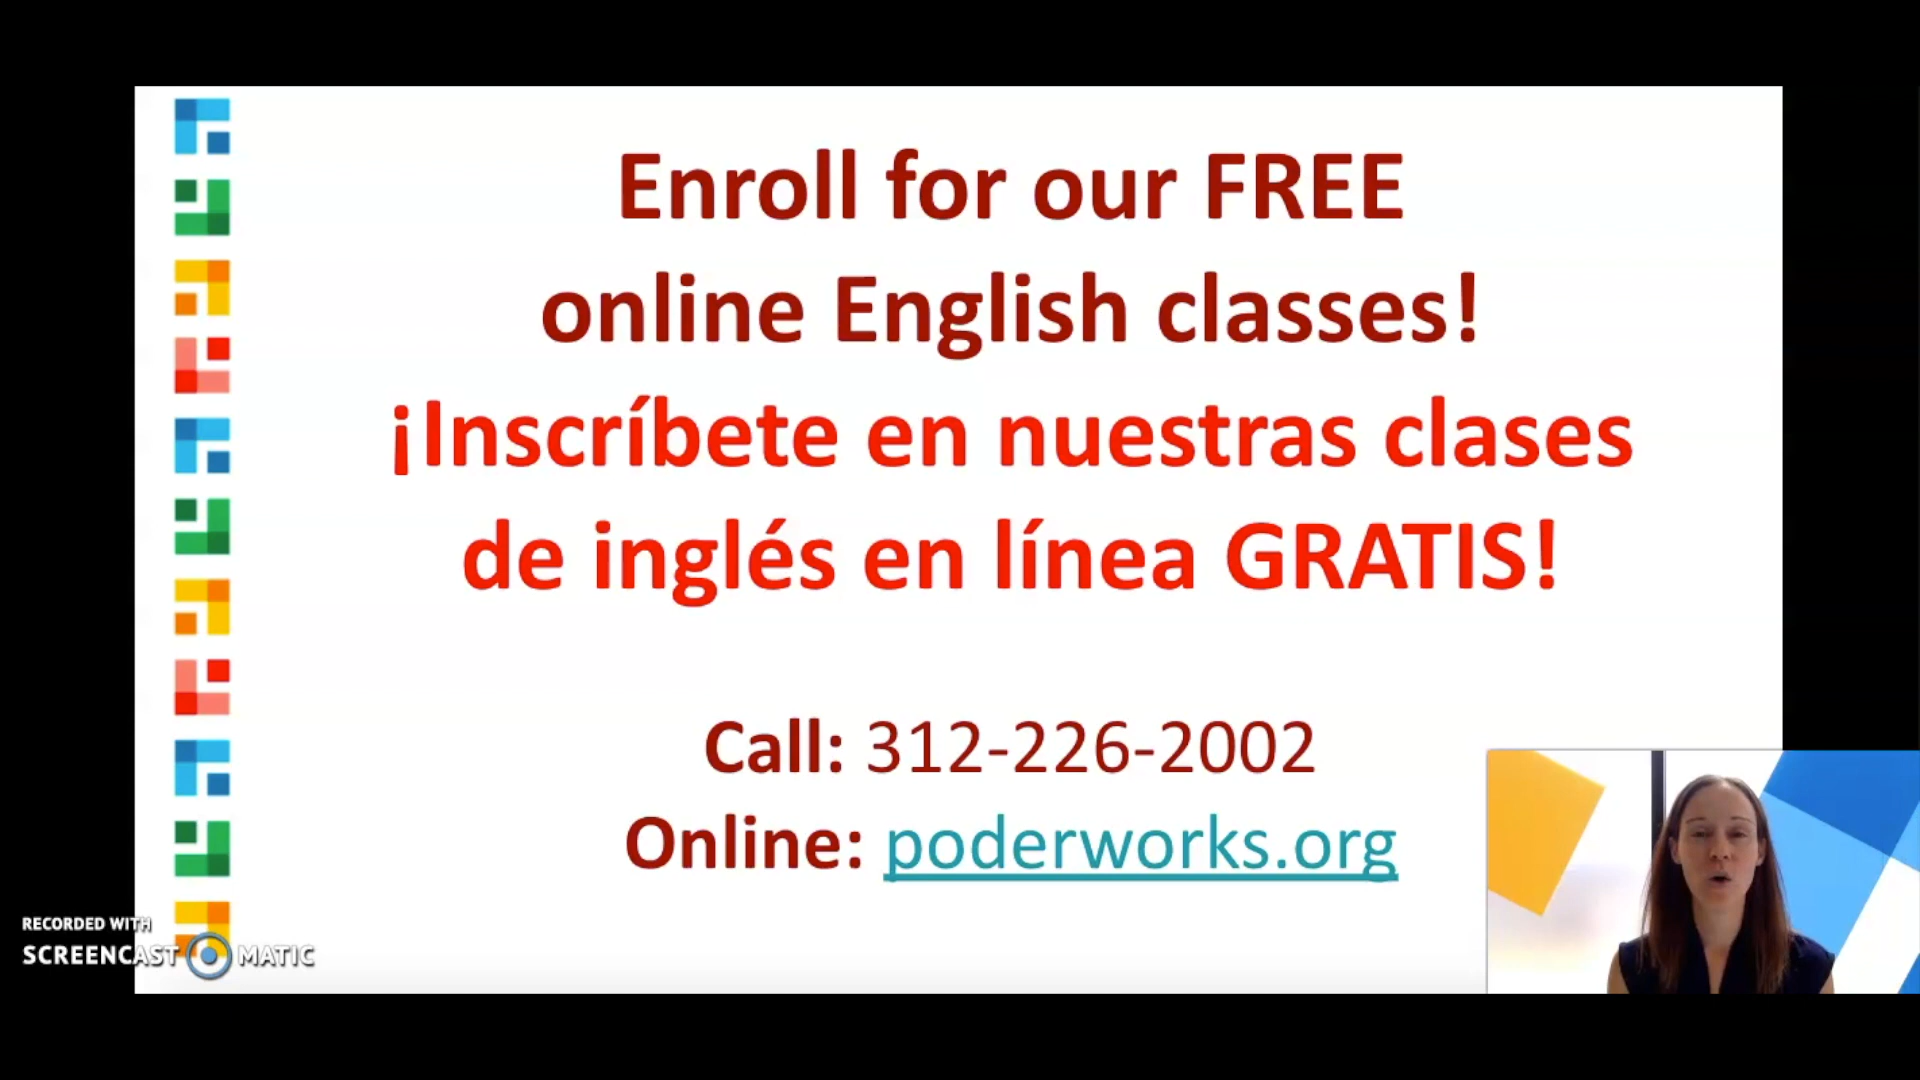 Enroll for our FREE
online English classes!
¡Inscríbete en nuestras clases
de inglés en línea GRATIS!
Call: 312-226-2002
Online: poderworks.org
RECORDED WITH
SCREENCAST MATIC